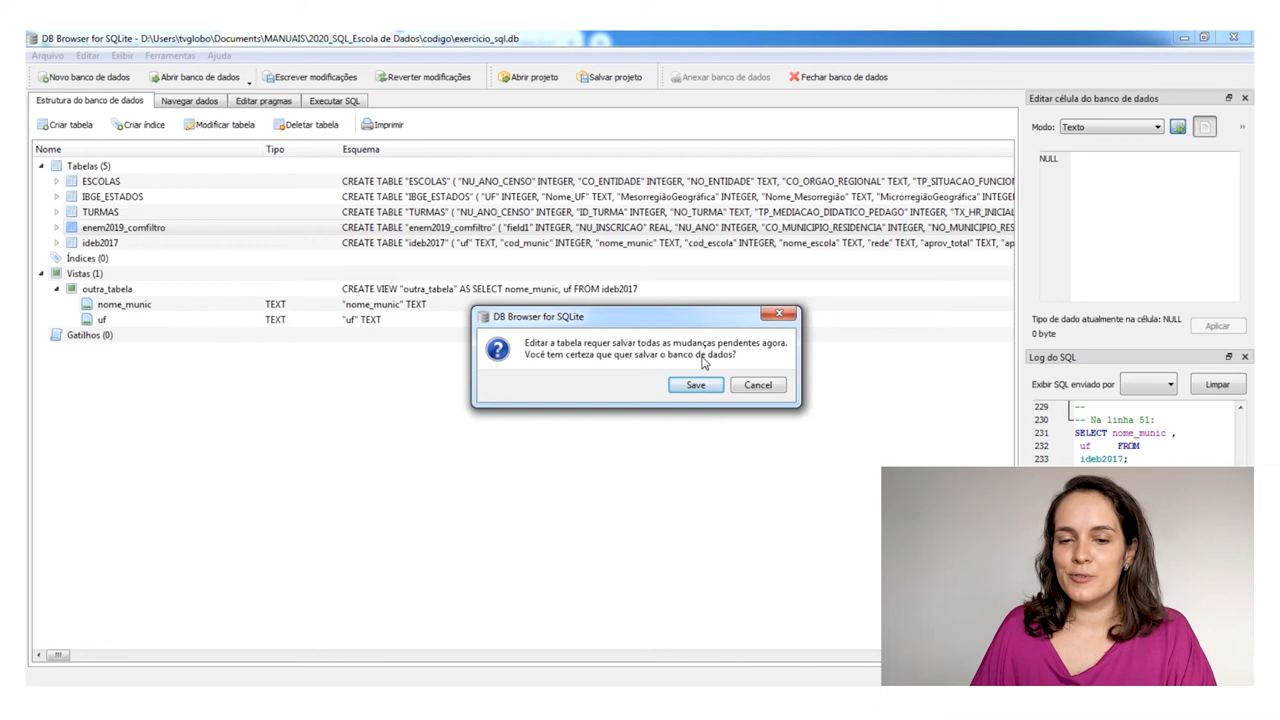 DB Browser for SQLite - D:\Users\tvglobo\Documents\MANUAIS\2020_SQL_Escola de Dados\codigo\exercicio_sql.db
Arquivo Editar Exibir Ferramentas Ajuda
Novo banco de dados Abrir banco de dados Escrever modificações Reverter modificações Abrir projeto Salvar projeto Anexar banco de dados Fechar banco de dados
Estrutura do banco de dados Navegar dados Editar pragmas Executar SQL
Criar tabela Criar índice Modificar tabela Deletar tabela Imprimir
Nome Tipo Esquema
Tabelas (5)
ESCOLAS CREATE TABLE "ESCOLAS" ( "NU_ANO_CENSO" INTEGER, "CO_ENTIDADE" INTEGER, "NO_ENTIDADE" TEXT, "CO_ORGAO_REGIONAL" TEXT, "TP_SITUACAO_FUNCION
IBGE_ESTADOS CREATE TABLE "IBGE_ESTADOS" ( "UF" INTEGER, "Nome_UF" TEXT, "MesorregiãoGeográfica" INTEGER, "Nome_Mesorregião" TEXT, "MicrorregiãoGeográfic
TURMAS CREATE TABLE "TURMAS" ( "NU_ANO_CENSO" INTEGER, "ID_TURMA" INTEGER, "NO_TURMA" TEXT, "TP_MEDIACAO_DIDATICO_PEDAGO" INTEGER, "TX_HR_INICIAL
enem2019_comfiltro CREATE TABLE "enem2019_comfiltro" ( "field1" INTEGER, "NU_INSCRICAO" REAL, "NU_ANO" INTEGER, "CO_MUNICIPIO_RESIDENCIA" INTEGER, "NO_MUNICIPIO_RES
ideb2017 CREATE TABLE "ideb2017" ( "uf" TEXT, "cod_munic" INTEGER, "nome_munic" TEXT, "cod_escola" INTEGER, "nome_escola" TEXT, "rede" TEXT, "aprov_total" TEXT, "ap
Índices (0)
Vistas (1)
outra_tabela CREATE VIEW "outra_tabela" AS SELECT nome_munic, uf FROM ideb2017
nome_munic TEXT "nome_munic" TEXT
uf TEXT "uf" TEXT
Gatilhos (0)
DB Browser for SQLite
Editar a tabela requer salvar todas as mudanças pendentes agora.
Você tem certeza que quer salvar o banco de dados?
Save Cancel
Editar célula do banco de dados
Modo: Texto
NULL
Tipo de dado atualmente na célula: NULL
0 byte
Aplicar
Log do SQL
Exibir SQL enviado por Limpar
229 --
230 -- Na linha 51:
231 SELECT nome_munic ,
232 uf FROM
233 ideb2017;